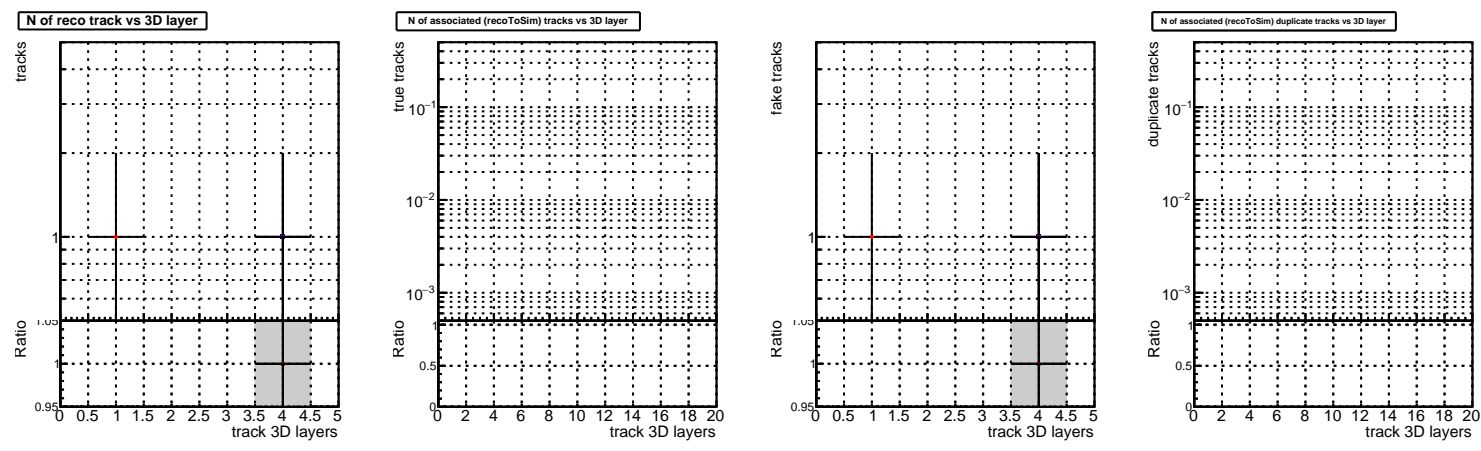 N of reco track vs 3D layer
tracks
1
Ratio
1.05
1
0.95
0 0.5 1 1.5 2 2.5 3 3.5 4 4.5 5
track 3D layers
N of associated (recoToSim) tracks vs 3D layer
true tracks
10−1
10−2
10−3
Ratio
1
0.5
0
0 2 4 6 8 10 12 14 16 18 20
track 3D layers
fake tracks
1
Ratio
1.05
1
0.95
0 0.5 1 1.5 2 2.5 3 3.5 4 4.5 5
track 3D layers
N of associated (recoToSim) duplicate tracks vs 3D layer
duplicate tracks
10−1
10−2
10−3
Ratio
1
0.5
0
0 2 4 6 8 10 12 14 16 18 20
track 3D layers